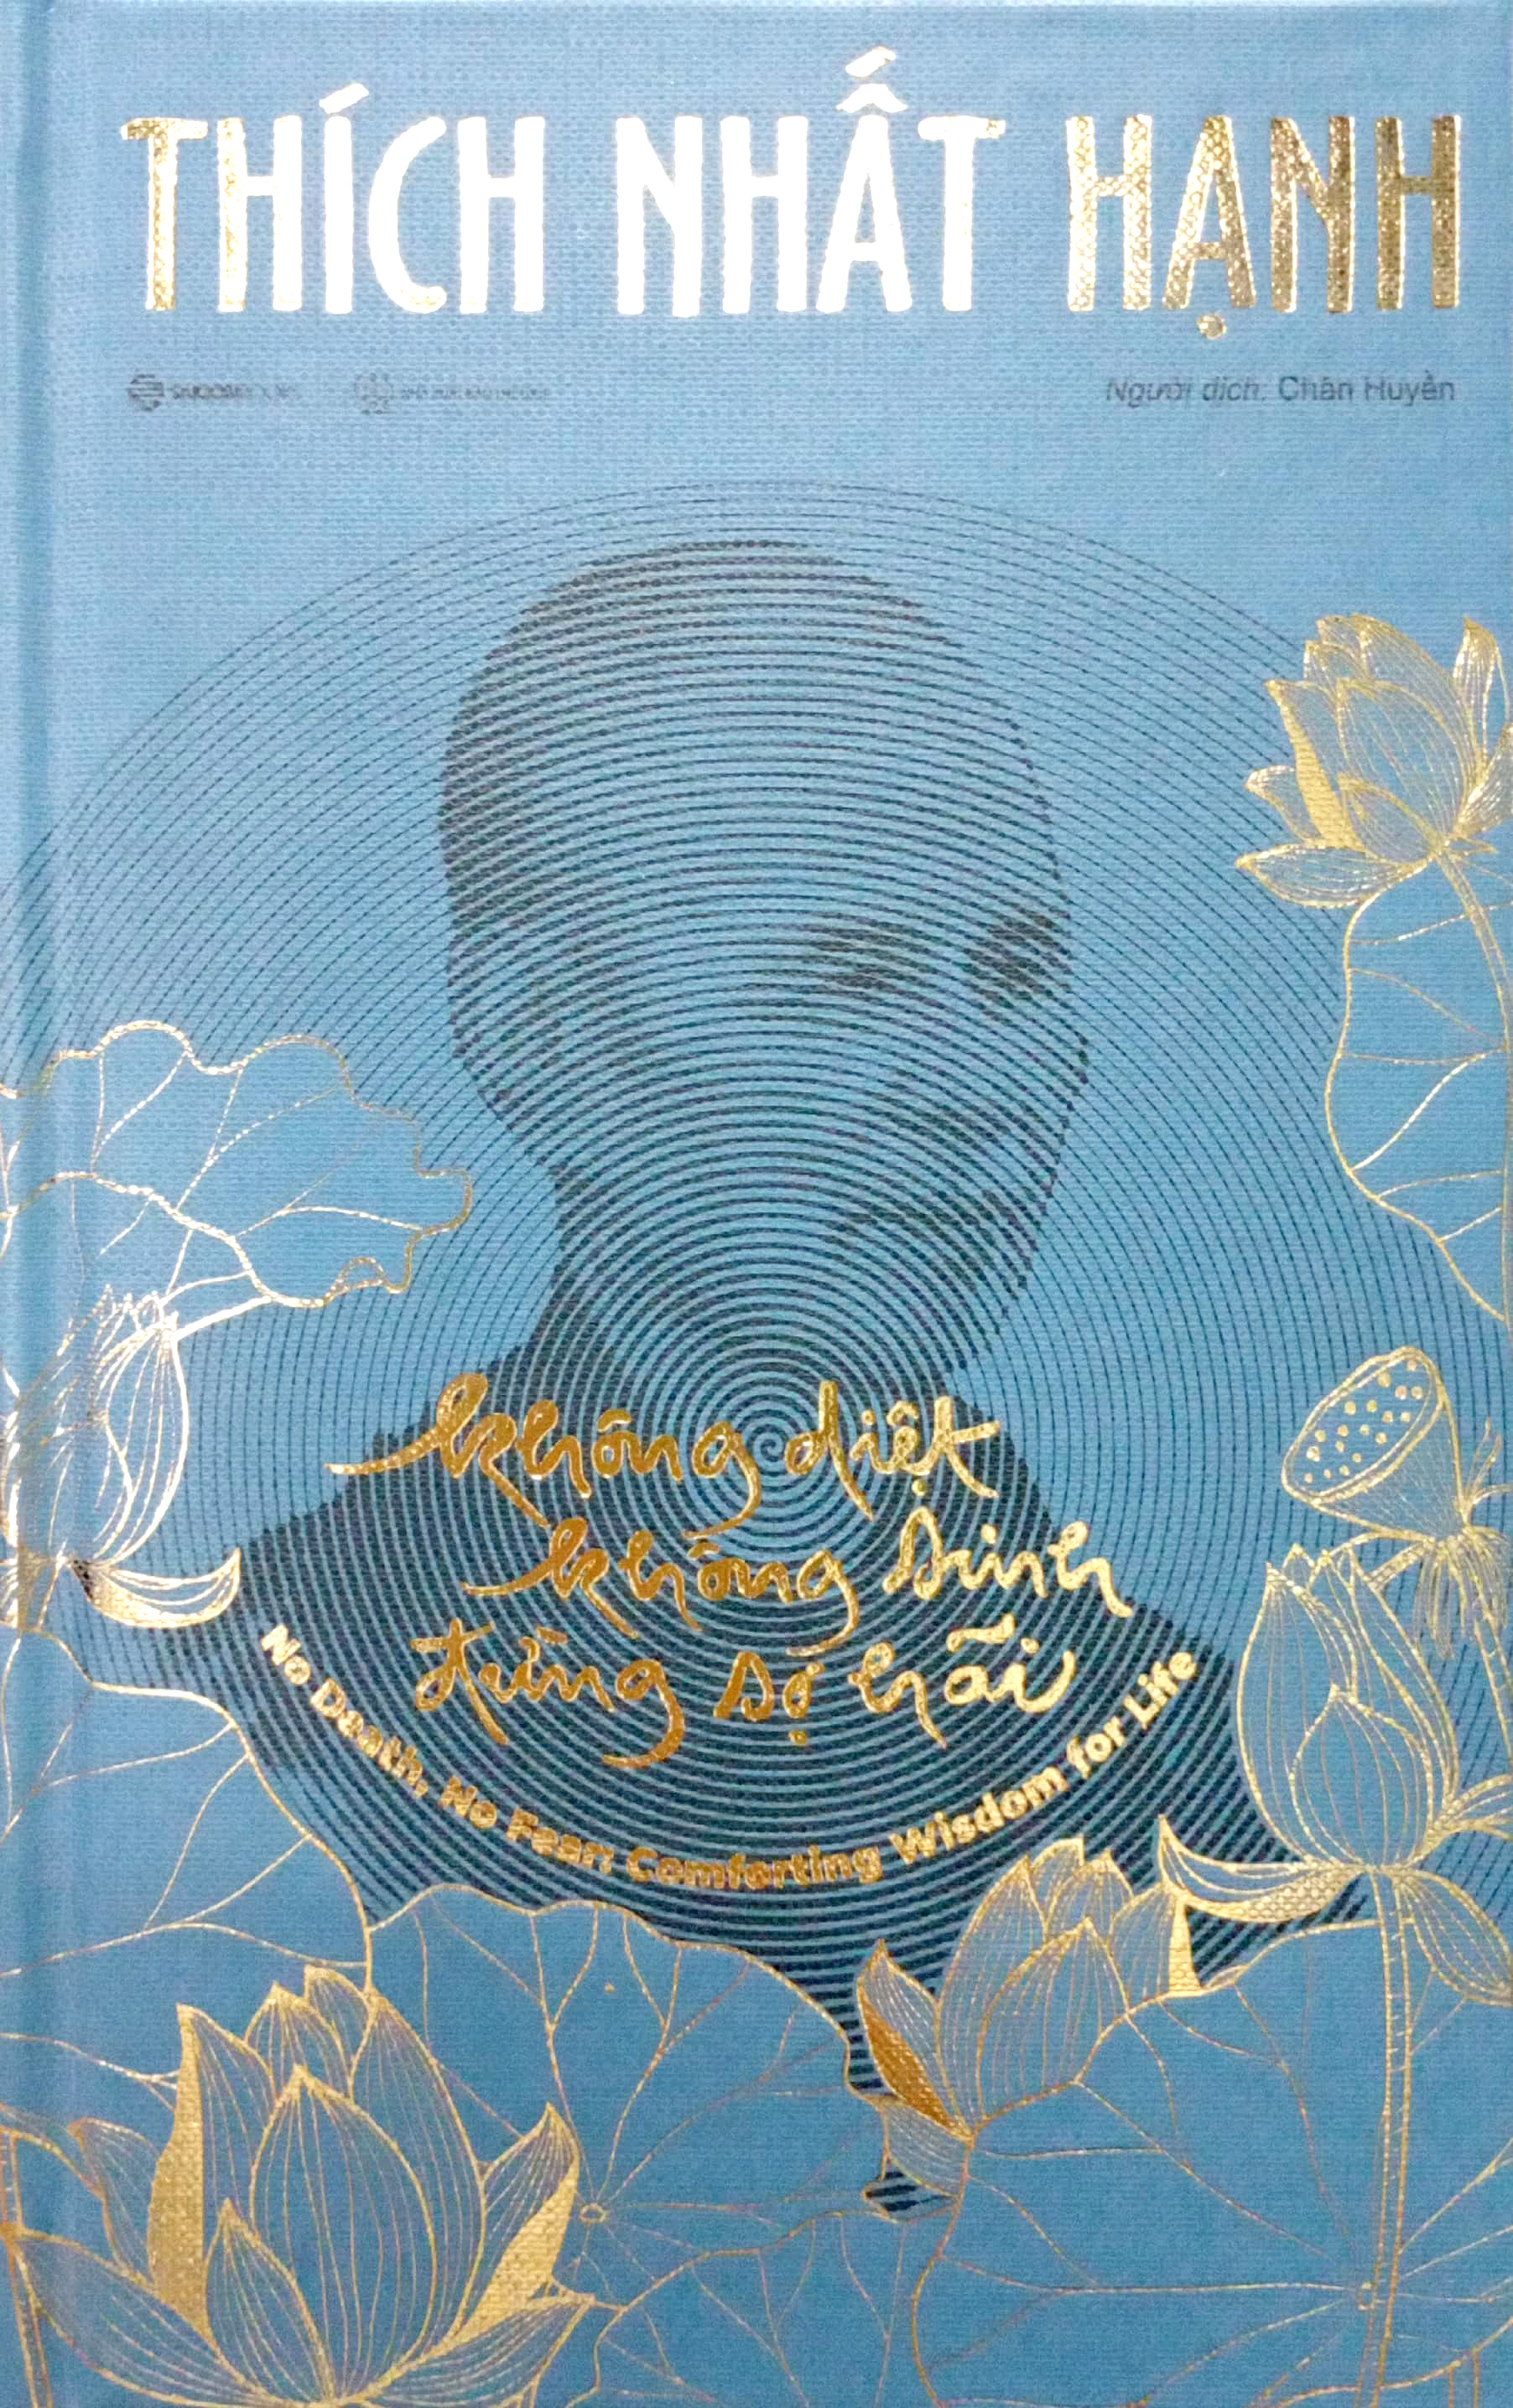 THÍCH NHẤT HẠNH
Người dịch: Chân Huyền
không diệt
không sinh
đừng sợ hãi
No Death, No Fear: Comforting Wisdom for Life